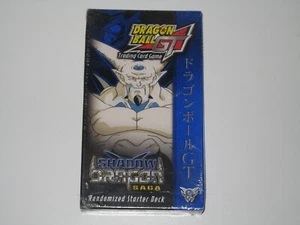 DRAGON
BALL GT
Trading Card Game
ドラゴンボールGT
SHADOW
DRAGON
SAGA
Randomized Starter Deck